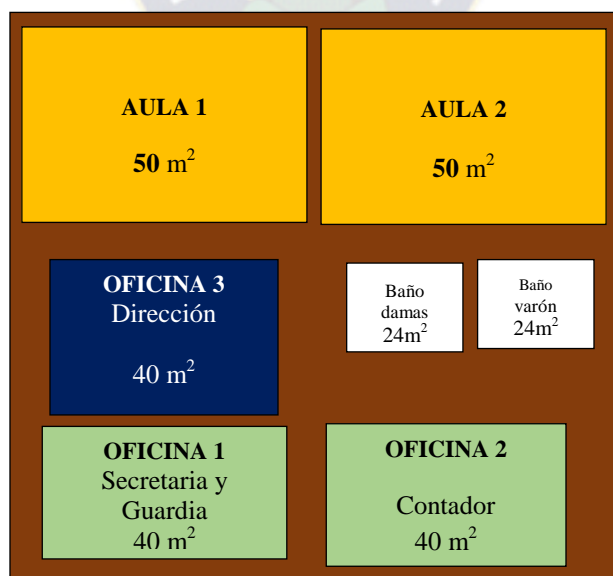 AULA 1
50 m²
AULA 2
50 m²
OFICINA 3
Dirección
40 m²
Baño
damas
24m²
Baño
varón
24m²
OFICINA 1
Secretaria y
Guardia
40 m²
OFICINA 2
Contador
40 m²